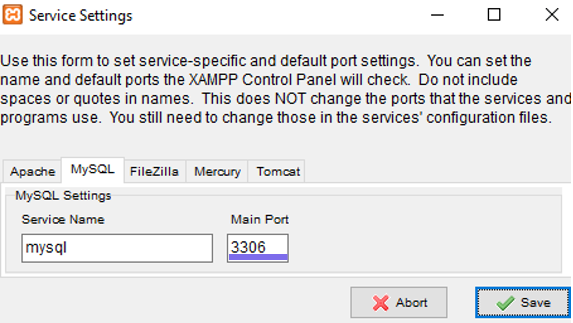 Service Settings
Use this form to set service-specific and default port settings.  You can set the
name and default ports the XAMPP Control Panel will check.  Do not include
spaces or quotes in names.  This does NOT change the ports that the services and
programs use.  You still need to change those in the services' configuration files.
Apache MySQL FileZilla Mercury Tomcat
MySQL Settings
Service Name Main Port
mysql 3306
Abort Save